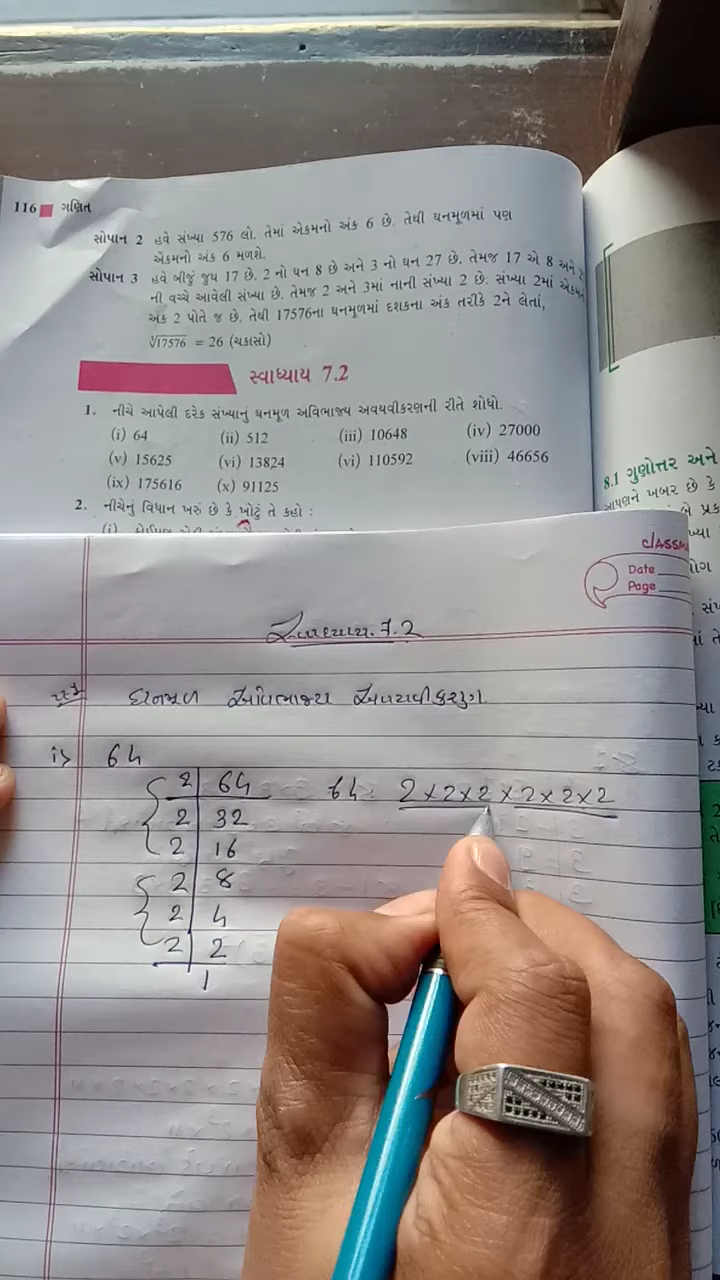 116 ગણિત
સોપાન 2 હવે સંખ્યા 576 લો. તેમાં એકમનો અંક 6 છે. તેથી ઘનમૂળમાં પણ
એકમનો અંક 6 મળશે.
સોપાન 3 હવે બીજું જુથ 17 છે. 2 નો ઘન 8 છે અને 3 નો ઘન 27 છે. તેમજ 17 એ 8 અને
ની વચ્ચે આવેલી સંખ્યા છે. તેમજ 2 અને 3માં નાની સંખ્યા 2 છે. સંખ્યા 2માં
અંક 2 પોતે જ છે. તેથી 17576ના ઘનમૂળમાં દશકના અંક તરીકે 2ને લેતાં,
∛17576 = 26 (ચકાસો)
સ્વાધ્યાય 7.2
1. નીચે આપેલી દરેક સંખ્યાનું ઘનમૂળ અવિભાજ્ય અવયવીકરણની રીતે શોધો.
(i) 64 (ii) 512 (iii) 10648 (iv) 27000
(v) 15625 (vi) 13824 (vi) 110592 (viii) 46656
(ix) 175616 (x) 91125
2. નીચેનું વિધાન ખરું છે કે ખોટું તે કહો :
(i)
8.1 ગુણોત્તર અને
આપણને ખબર છે કે
classm
Date
Page
સ્વાધ્યાય. 7.2
ઘનમૂળ અવિભાજ્ય અવયવીકરણ
i> 64
2 64 64 = 2×2×2×2×2×2
2 32
2 16
2 8
2 4
2 2
1